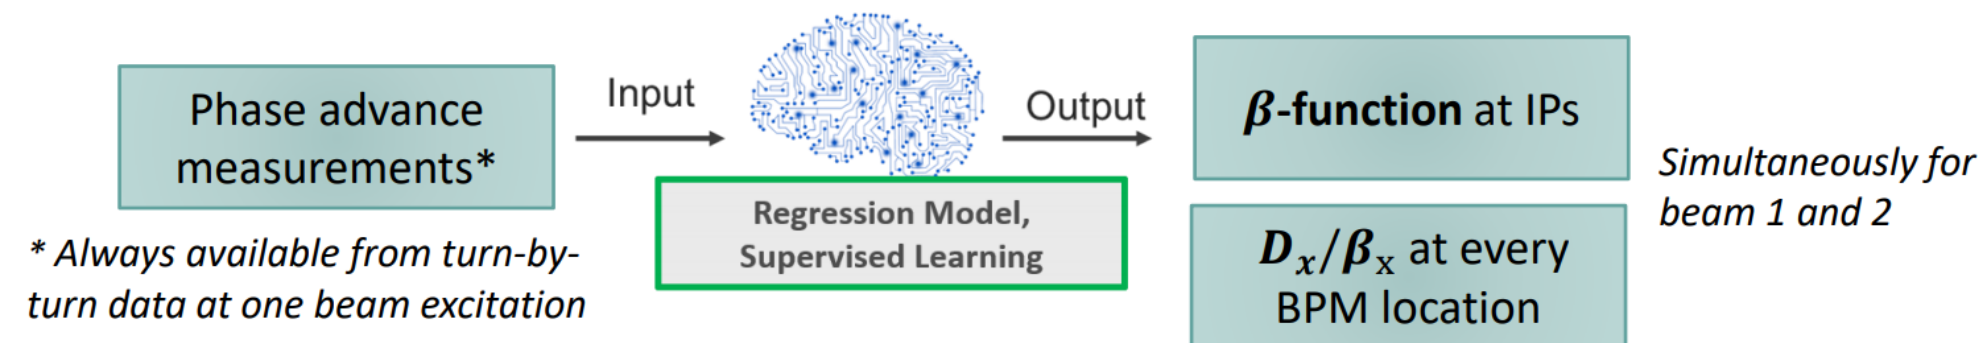 Phase advance
measurements*
* Always available from turn-by-
turn data at one beam excitation
Input
Regression Model,
Supervised Learning
Output
β-function at IPs
Dₓ/βₓ at every
BPM location
Simultaneously for
beam 1 and 2